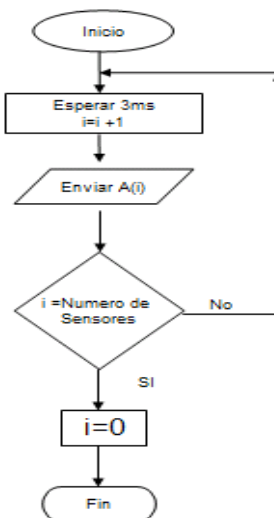 Inicio
Esperar 3ms
i=i +1
Enviar A(i)
i =Numero de
Sensores
No
SI
i=0
Fin